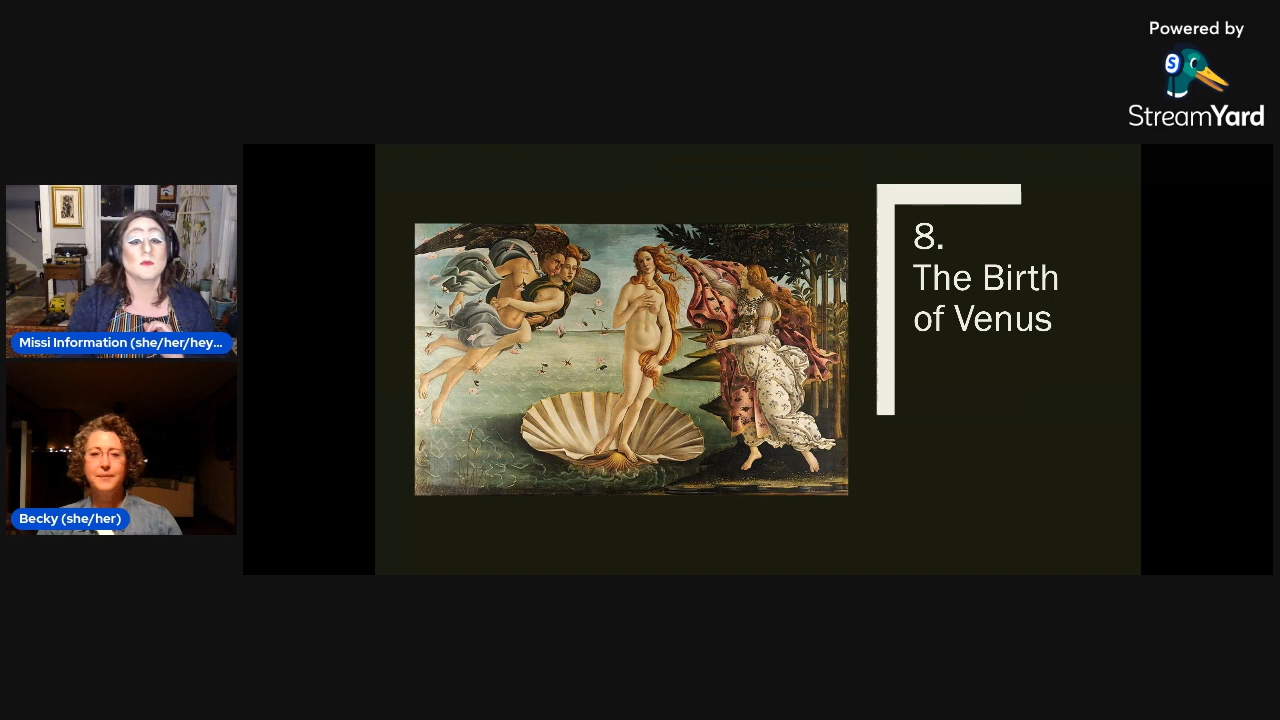 Powered by
S
StreamYard
8.
The Birth
of Venus
Missi Information (she/her/hey...
Becky (she/her)